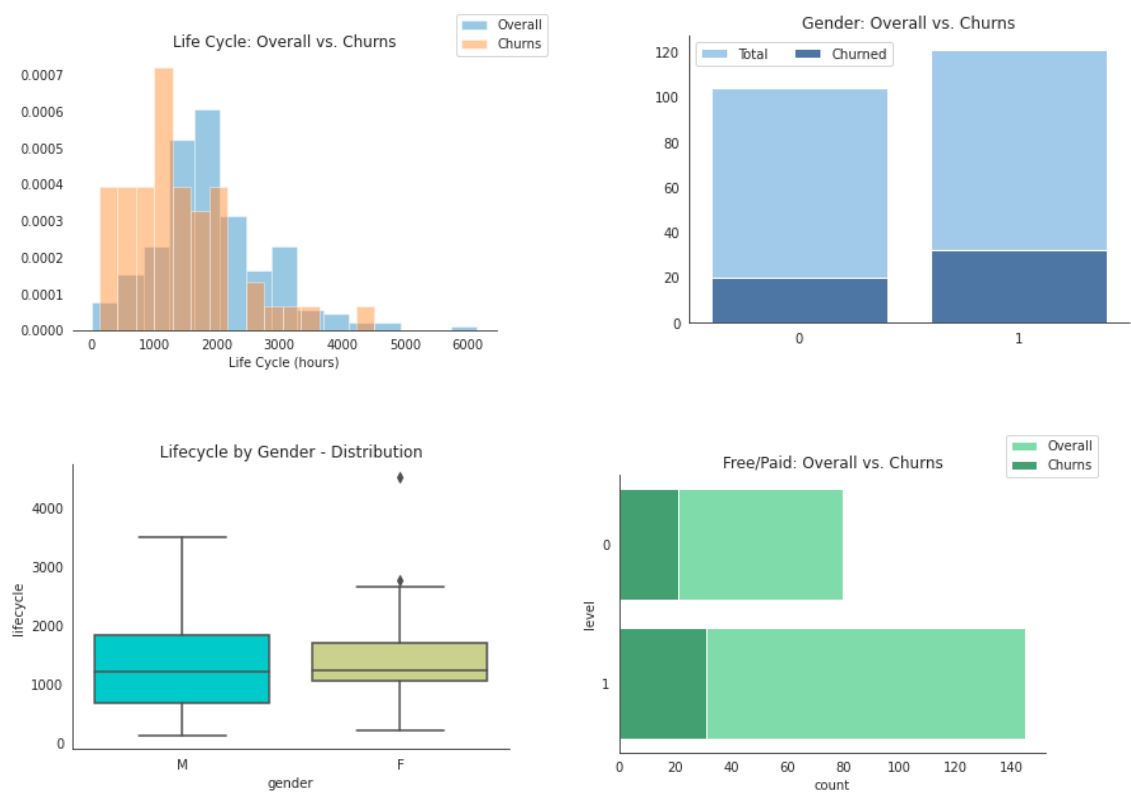 Life Cycle: Overall vs. Churns
Overall
Churns
0.0007
0.0006
0.0005
0.0004
0.0003
0.0002
0.0001
0.0000
0 1000 2000 3000 4000 5000 6000
Life Cycle (hours)
Gender: Overall vs. Churns
Total Churned
120
100
80
60
40
20
0
0 1
Lifecycle by Gender - Distribution
4000
3000
2000
1000
0
lifecycle
M F
gender
Free/Paid: Overall vs. Churns
Overall
Churns
0
level
1
0 20 40 60 80 100 120 140
count